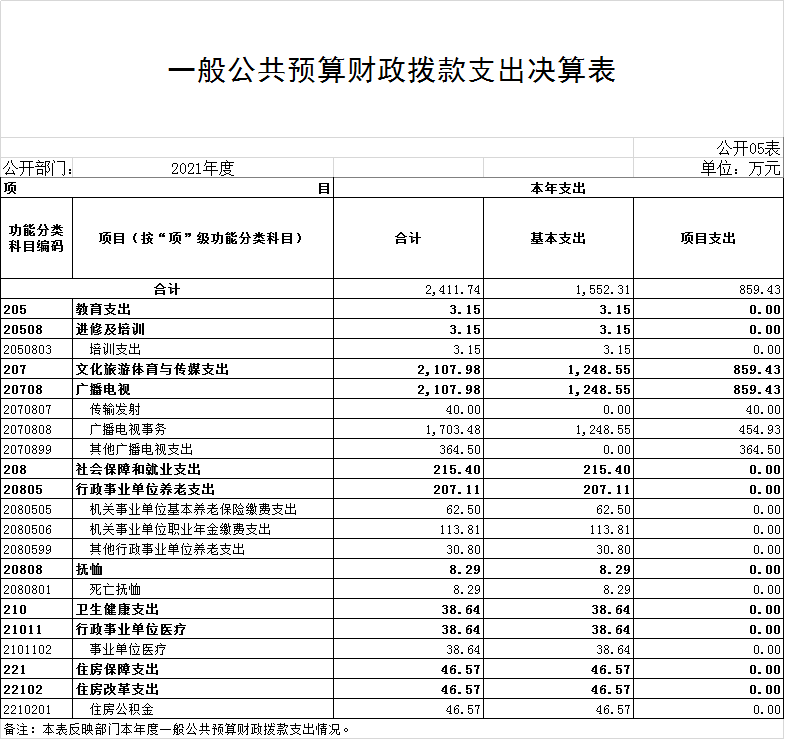 一般公共预算财政拨款支出决算表
公开05表
公开部门: 2021年度 单位：万元
项 目 本年支出
功能分类科目编码 项目（按“项”级功能分类科目） 合计 基本支出 项目支出
合计 2,411.74 1,552.31 859.43
205 教育支出 3.15 3.15 0.00
20508 进修及培训 3.15 3.15 0.00
2050803 培训支出 3.15 3.15 0.00
207 文化旅游体育与传媒支出 2,107.98 1,248.55 859.43
20708 广播电视 2,107.98 1,248.55 859.43
2070807 传输发射 40.00 0.00 40.00
2070808 广播电视事务 1,703.48 1,248.55 454.93
2070899 其他广播电视支出 364.50 0.00 364.50
208 社会保障和就业支出 215.40 215.40 0.00
20805 行政事业单位养老支出 207.11 207.11 0.00
2080505 机关事业单位基本养老保险缴费支出 62.50 62.50 0.00
2080506 机关事业单位职业年金缴费支出 113.81 113.81 0.00
2080599 其他行政事业单位养老支出 30.80 30.80 0.00
20808 抚恤 8.29 8.29 0.00
2080801 死亡抚恤 8.29 8.29 0.00
210 卫生健康支出 38.64 38.64 0.00
21011 行政事业单位医疗 38.64 38.64 0.00
2101102 事业单位医疗 38.64 38.64 0.00
221 住房保障支出 46.57 46.57 0.00
22102 住房改革支出 46.57 46.57 0.00
2210201 住房公积金 46.57 46.57 0.00
备注：本表反映部门本年度一般公共预算财政拨款支出情况。